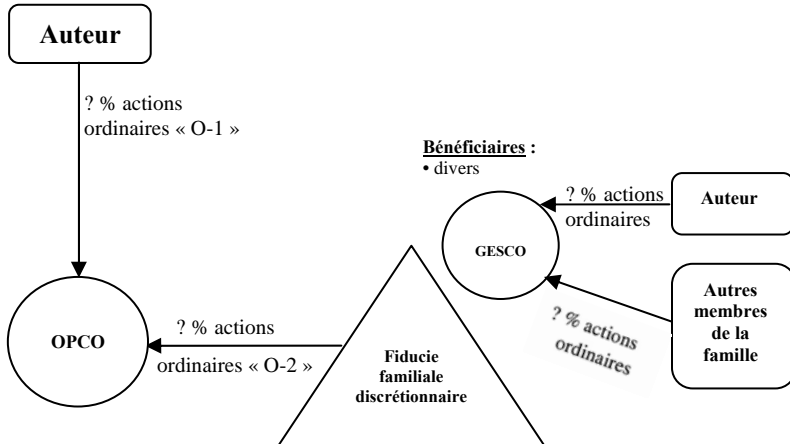 Auteur
? % actions
ordinaires « O-1 »
Bénéficiaires :
• divers
? % actions
ordinaires
Auteur
GESCO
Autres
membres
de la
famille
? % actions
ordinaires
OPCO
? % actions
ordinaires « O-2 »
Fiducie
familiale
discrétionnaire